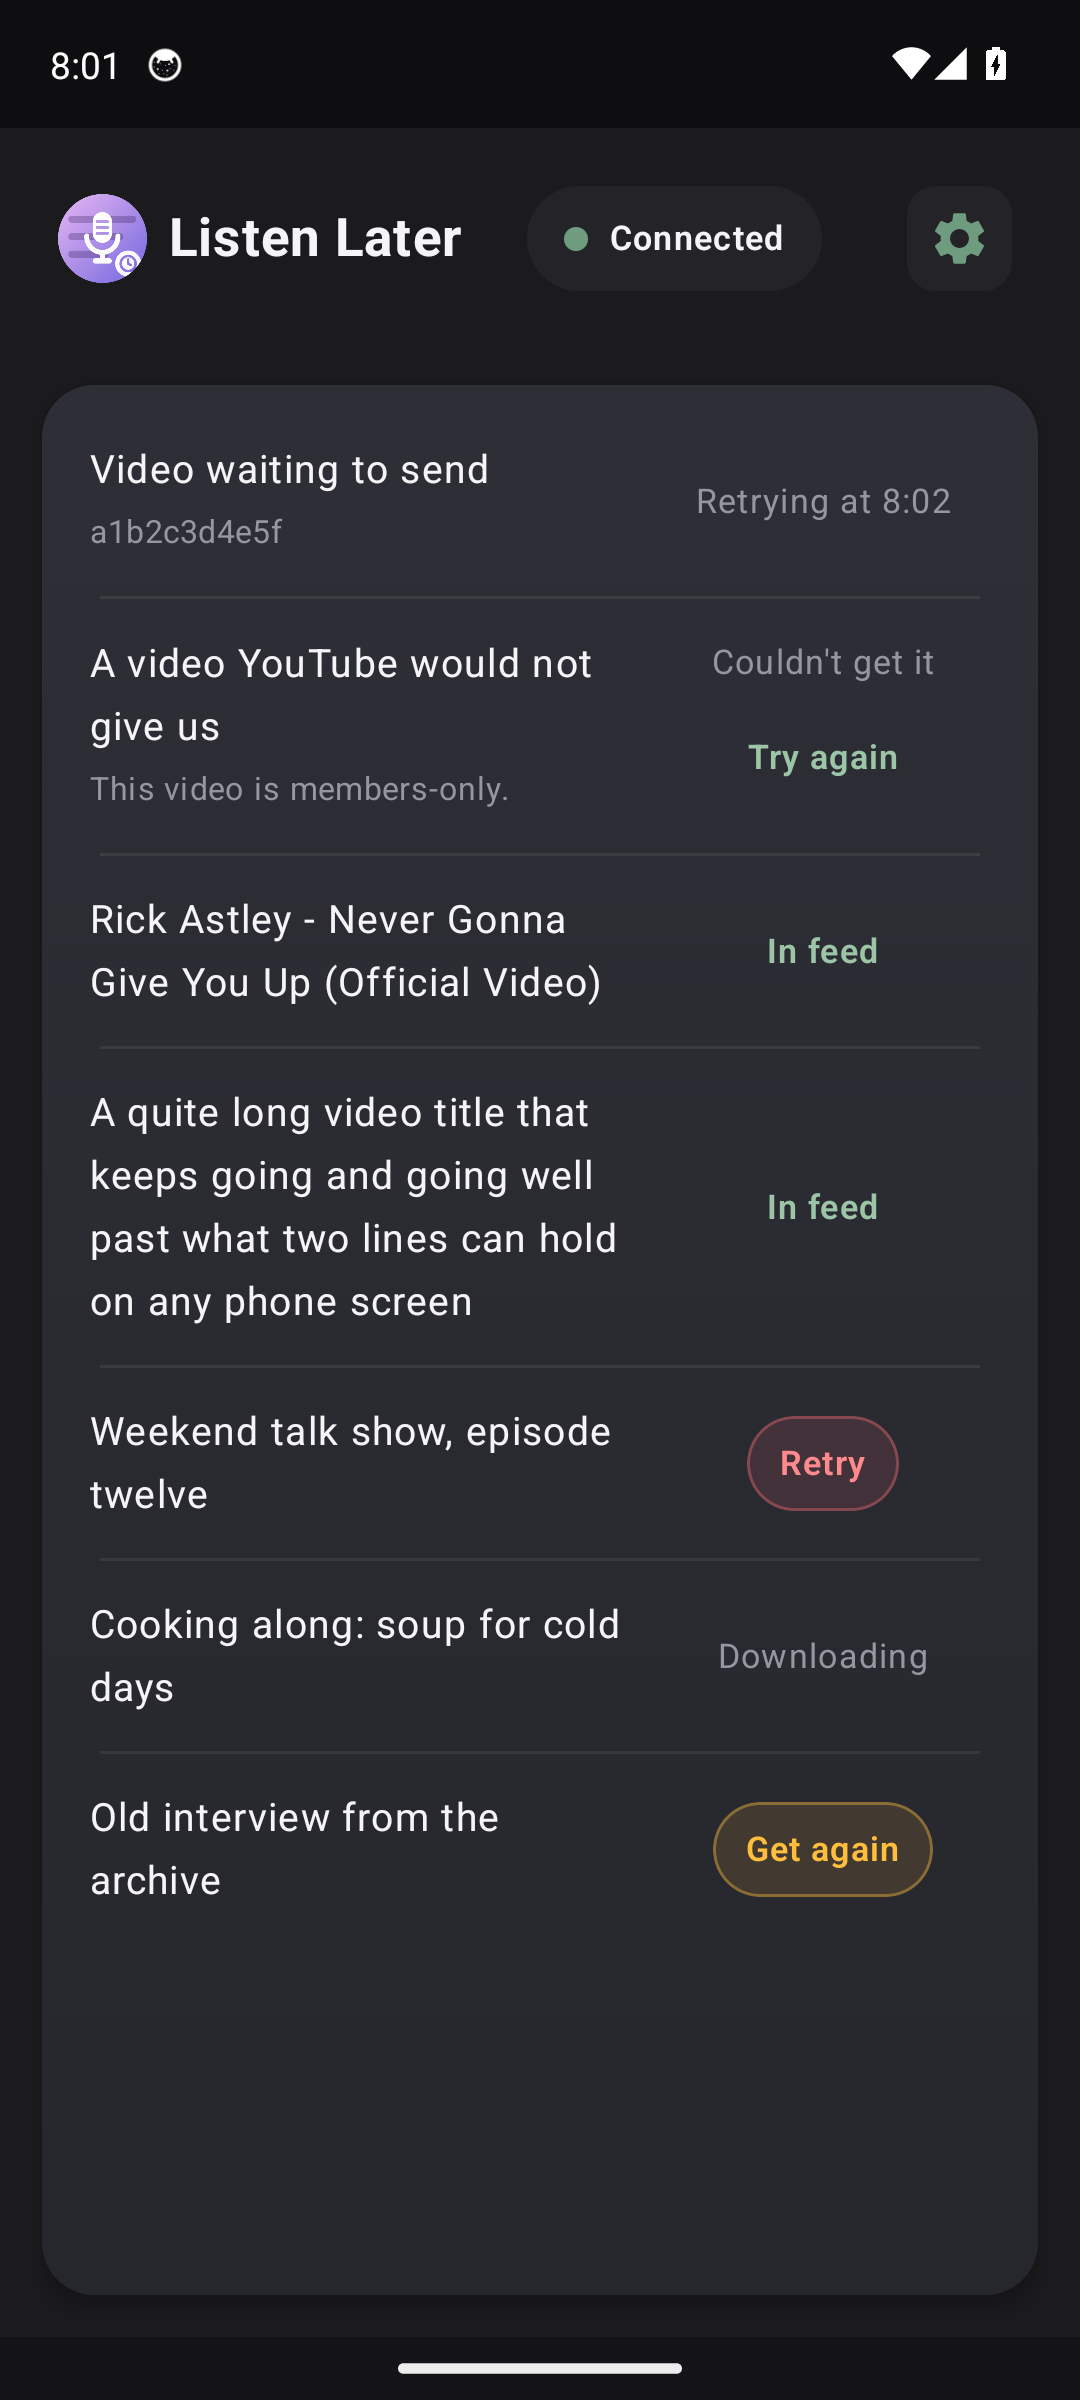 8:01
Listen Later
Connected
Video waiting to send
a1b2c3d4e5f
Retrying at 8:02
A video YouTube would not
give us
This video is members-only.
Couldn't get it
Try again
Rick Astley - Never Gonna
Give You Up (Official Video)
In feed
A quite long video title that
keeps going and going well
past what two lines can hold
on any phone screen
In feed
Weekend talk show, episode
twelve
Retry
Cooking along: soup for cold
days
Downloading
Old interview from the
archive
Get again